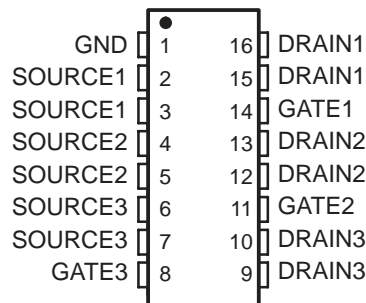 GND 1 16 DRAIN1
SOURCE1 2 15 DRAIN1
SOURCE1 3 14 GATE1
SOURCE2 4 13 DRAIN2
SOURCE2 5 12 DRAIN2
SOURCE3 6 11 GATE2
SOURCE3 7 10 DRAIN3
GATE3 8 9 DRAIN3